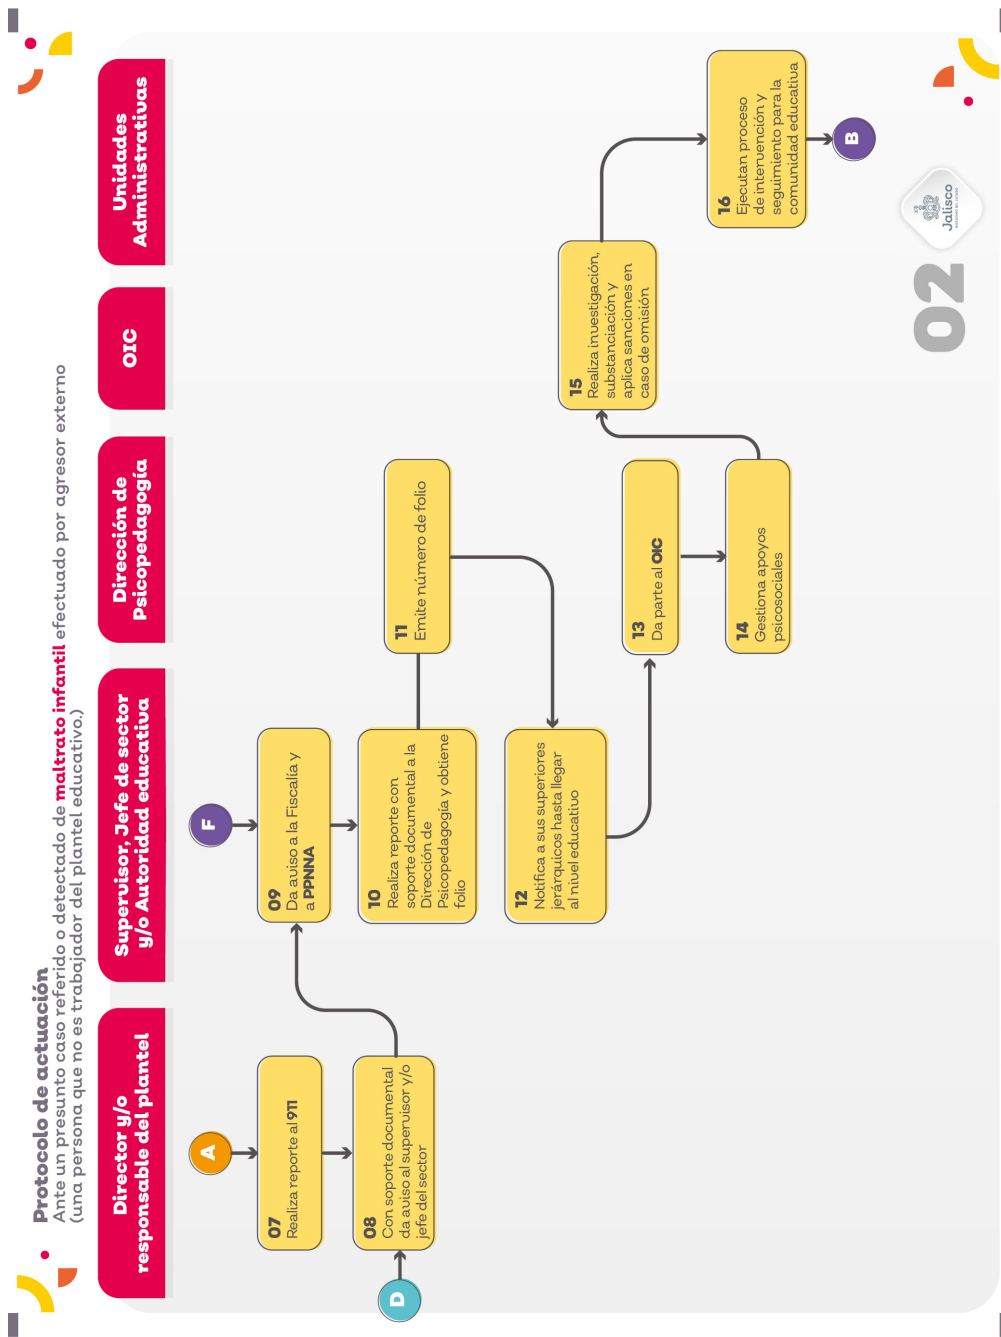 Protocolo de actuación
Ante un presunto caso referido o detectado de maltrato infantil efectuado por agresor externo
(una persona que no es trabajador del plantel educativo.)
Director y/o
responsable del plantel
Supervisor, Jefe de sector
y/o Autoridad educativa
Dirección de
Psicopedagogía
OIC
Unidades
Administrativas
A
07
Realiza reporte al 911
D
08
Con soporte documental
da aviso al supervisor y/o
jefe del sector
F
09
Da aviso a la Fiscalía y
a PPNNA
10
Realiza reporte con
soporte documental a la
Dirección de
Psicopedagogía y obtiene
folio
11
Emite número de folio
12
Notifica a sus superiores
jerárquicos hasta llegar
al nivel educativo
13
Da parte al OIC
14
Gestiona apoyos
psicosociales
15
Realiza investigación,
substanciación y
aplica sanciones en
caso de omisión
16
Ejecutan proceso
de intervención y
seguimiento para la
comunidad educativa
B
02
Jalisco